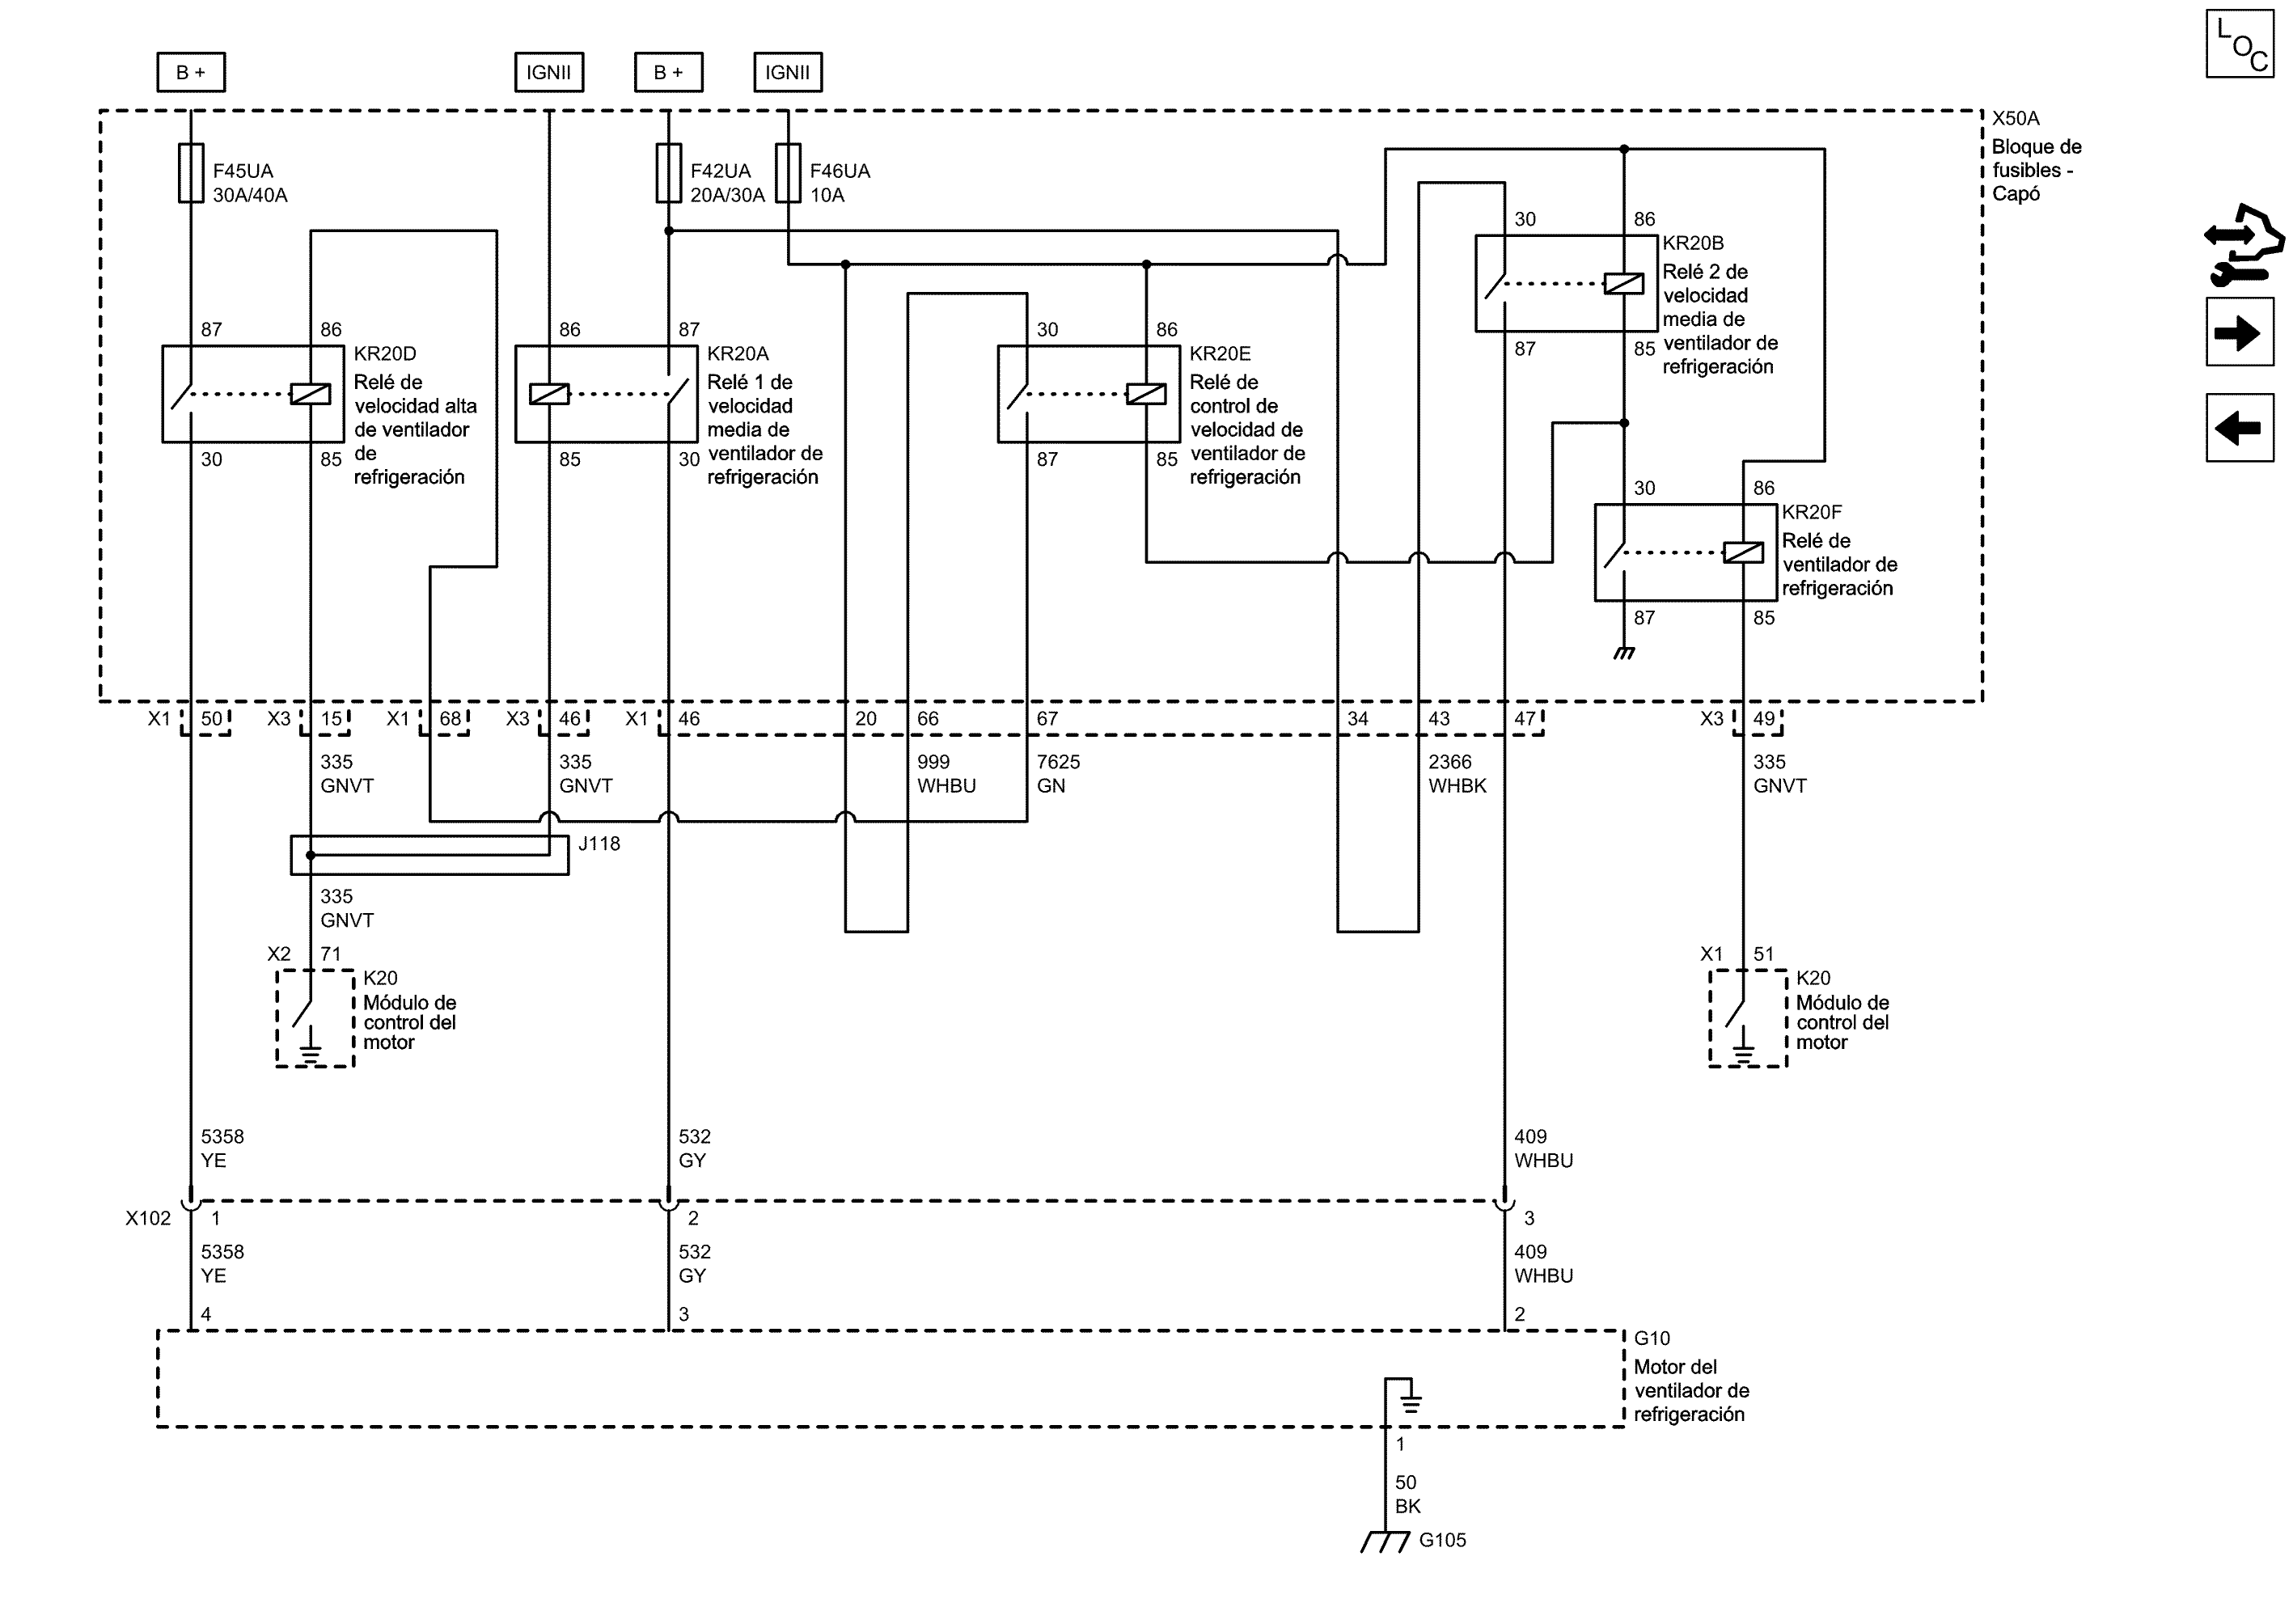 B +
IGNII
B +
IGNII
LOC
X50A
Bloque de
fusibles -
Capó
F45UA
30A/40A
F42UA
20A/30A
F46UA
10A
30
86
KR20B
Relé 2 de
velocidad
media de
ventilador de
refrigeración
87
85
87
86
KR20D
Relé de
velocidad alta
de ventilador
de
refrigeración
30
85
86
87
KR20A
Relé 1 de
velocidad
media de
ventilador de
refrigeración
85
30
30
86
KR20E
Relé de
control de
velocidad de
ventilador de
refrigeración
87
85
30
86
KR20F
Relé de
ventilador de
refrigeración
87
85
X1
50
X3
15
X1
68
X3
46
X1
46
20
66
67
34
43
47
X3
49
335
GNVT
335
GNVT
999
WHBU
7625
GN
2366
WHBK
335
GNVT
J118
335
GNVT
X2
71
K20
Módulo de
control del
motor
X1
51
K20
Módulo de
control del
motor
5358
YE
532
GY
409
WHBU
X102
1
2
3
5358
YE
532
GY
409
WHBU
4
3
2
G10
Motor del
ventilador de
refrigeración
1
50
BK
G105